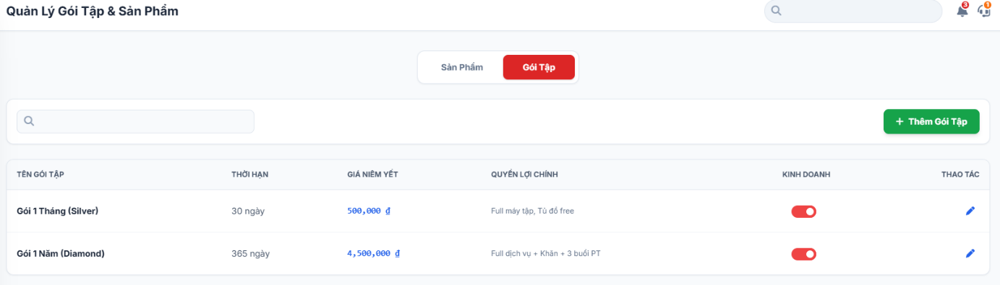 Quản Lý Gói Tập & Sản Phẩm
3 1
Sản Phẩm Gói Tập
+ Thêm Gói Tập
TÊN GÓI TẬP THỜI HẠN GIÁ NIÊM YẾT QUYỀN LỢI CHÍNH KINH DOANH THAO TÁC
Gói 1 Tháng (Silver) 30 ngày 500,000 ₫ Full máy tập, Tủ đồ free
Gói 1 Năm (Diamond) 365 ngày 4,500,000 ₫ Full dịch vụ + Khăn + 3 buổi PT